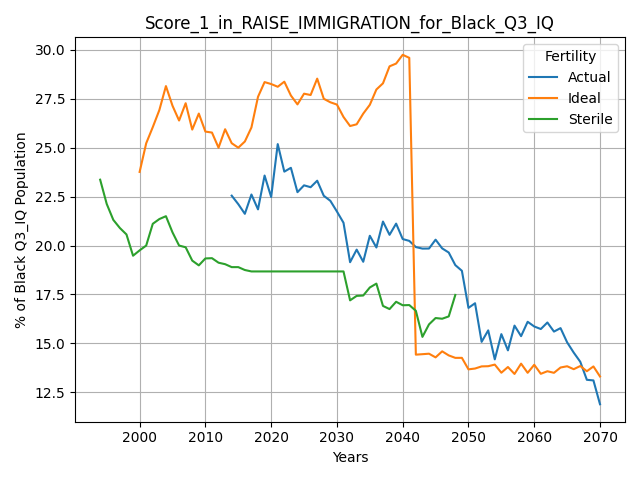 Score_1_in_RAISE_IMMIGRATION_for_Black_Q3_IQ
Fertility
Actual
Ideal
Sterile
% of Black Q3_IQ Population
30.0
27.5
25.0
22.5
20.0
17.5
15.0
12.5
2000 2010 2020 2030 2040 2050 2060 2070
Years